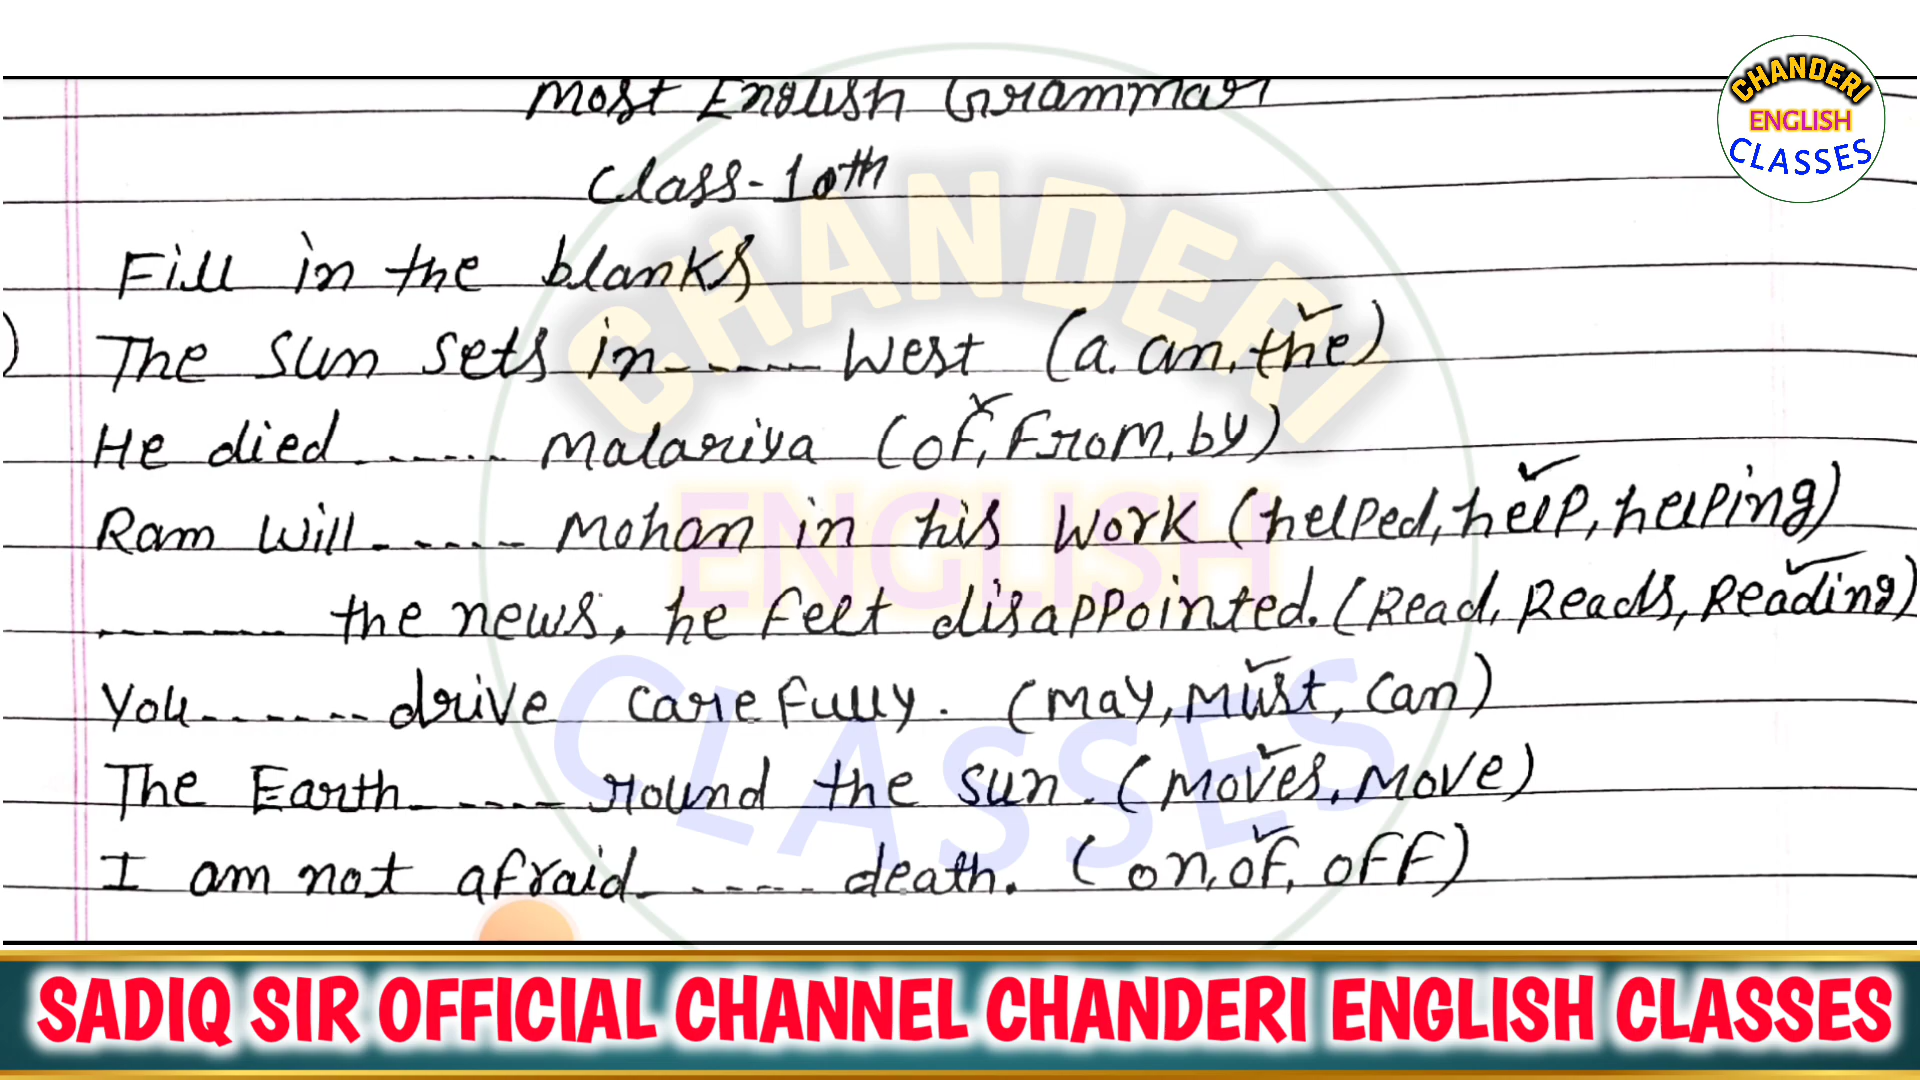 Most English Grammar
CHANDERI
ENGLISH
CLASSES
Class-10th
Fill in the blanks
) The sun sets in------ West (a. an, the)
He died ------ Malariya (of, From, by)
Ram Will ------ Mohan in his Work (helped, help, helping)
------- the news, he felt disappointed. (Read, Reads, Reading)
You ------- drive carefully. (May, Must, Can)
The Earth ------ round the sun. (Moves, Move)
I am not afraid ------ death. (on, of, off)
CHANDERI
ENGLISH
CLASSES
SADIQ SIR OFFICIAL CHANNEL CHANDERI ENGLISH CLASSES